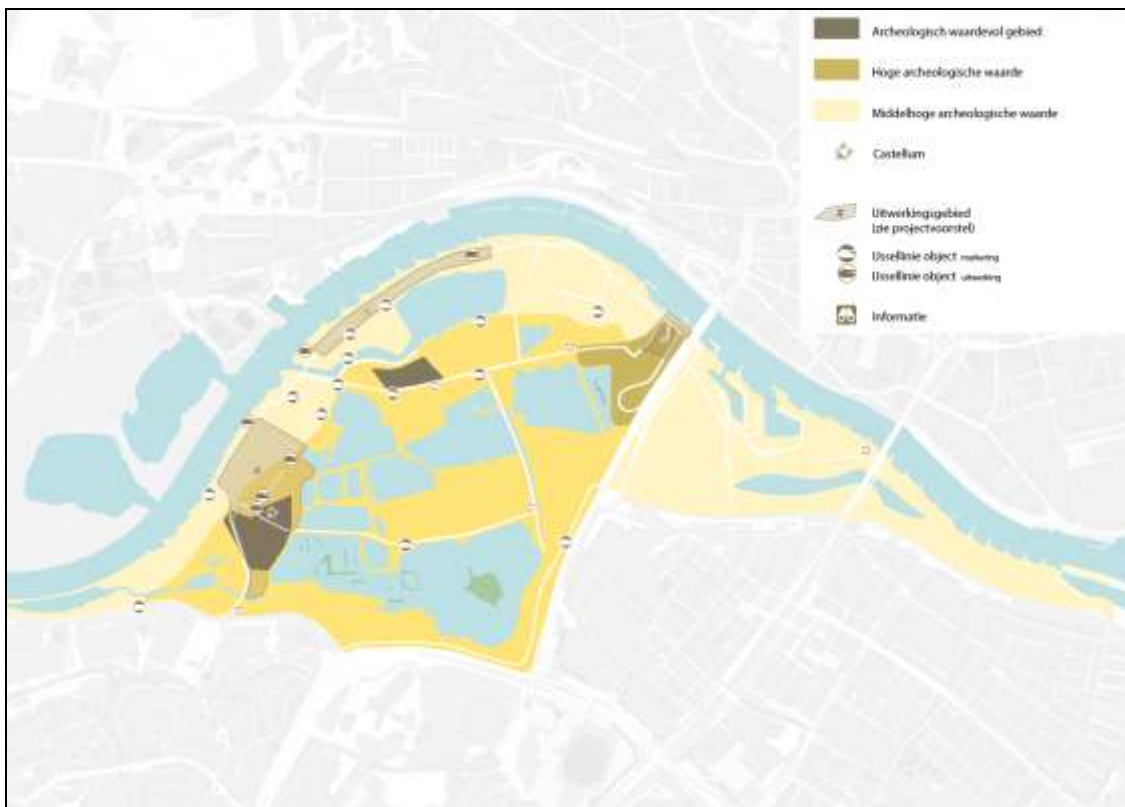 Archeologisch waardevol gebied
Hoge archeologische waarde
Middelhoge archeologische waarde
Castellum
Uitwerkingsgebied
(zie projectvoorstel)
IJssellinie object markering
IJssellinie object uitwerking
Informatie